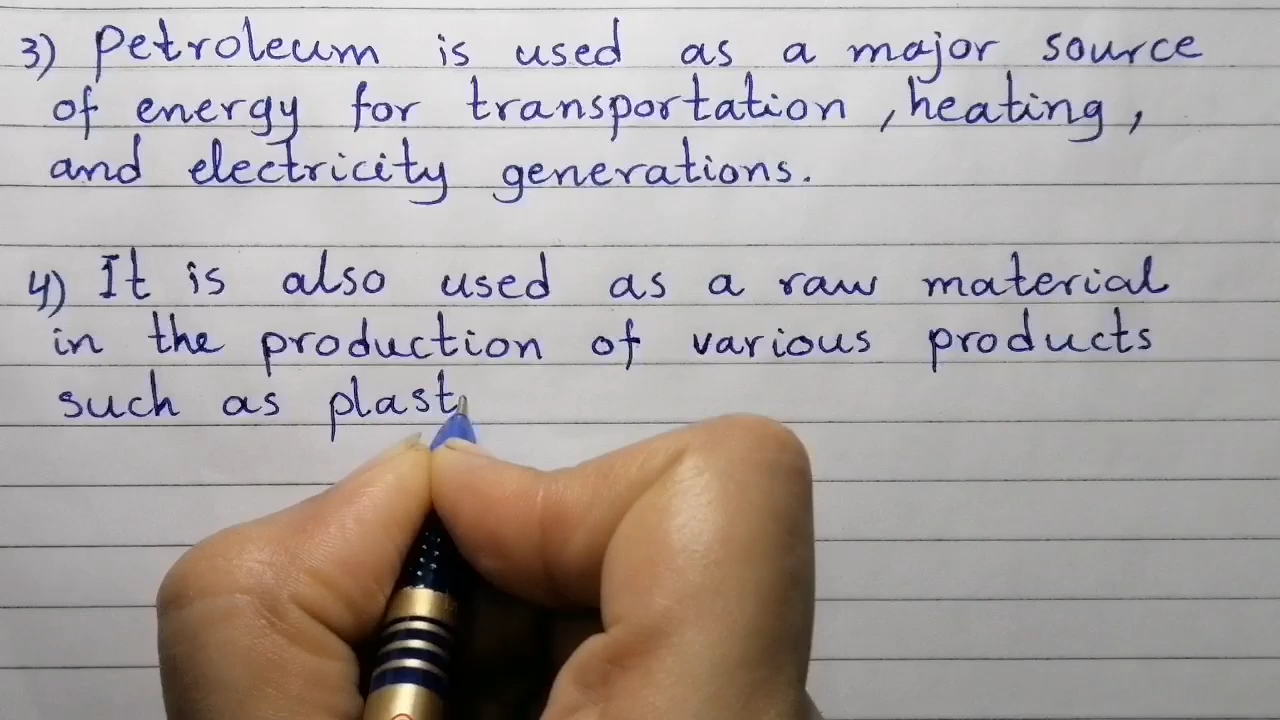 3) Petroleum is used as a major source
of energy for transportation, heating,
and electricity generations.
4) It is also used as a raw material
in the production of various products
such as plast